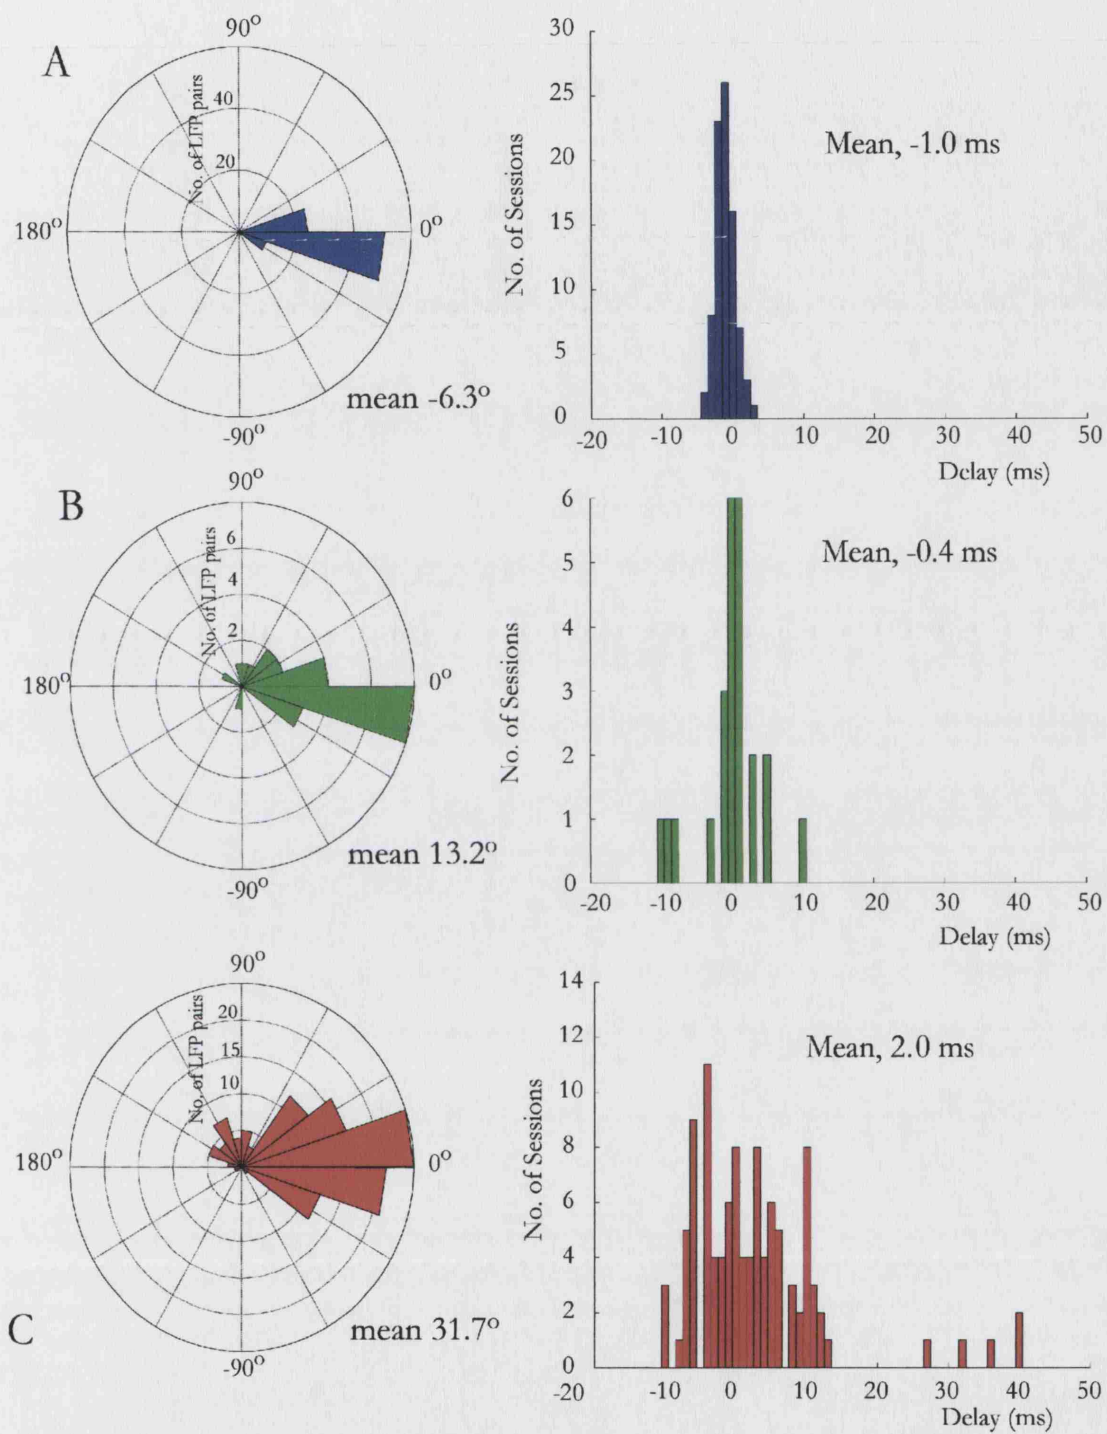 A
90°
No. of LFP pairs
40
20
180°
0°
-90°
mean -6.3°
30
25
20
15
10
5
0
No. of Sessions
Mean, -1.0 ms
-20 -10 0 10 20 30 40 50
Delay (ms)
B
90°
No. of LFP pairs
6
4
2
180°
0°
-90°
mean 13.2°
6
5
4
3
2
1
0
No. of Sessions
Mean, -0.4 ms
-20 -10 0 10 20 30 40 50
Delay (ms)
C
90°
No. of LFP pairs
20
15
10
180°
0°
-90°
mean 31.7°
14
12
10
8
6
4
2
0
No. of Sessions
Mean, 2.0 ms
-20 -10 0 10 20 30 40 50
Delay (ms)